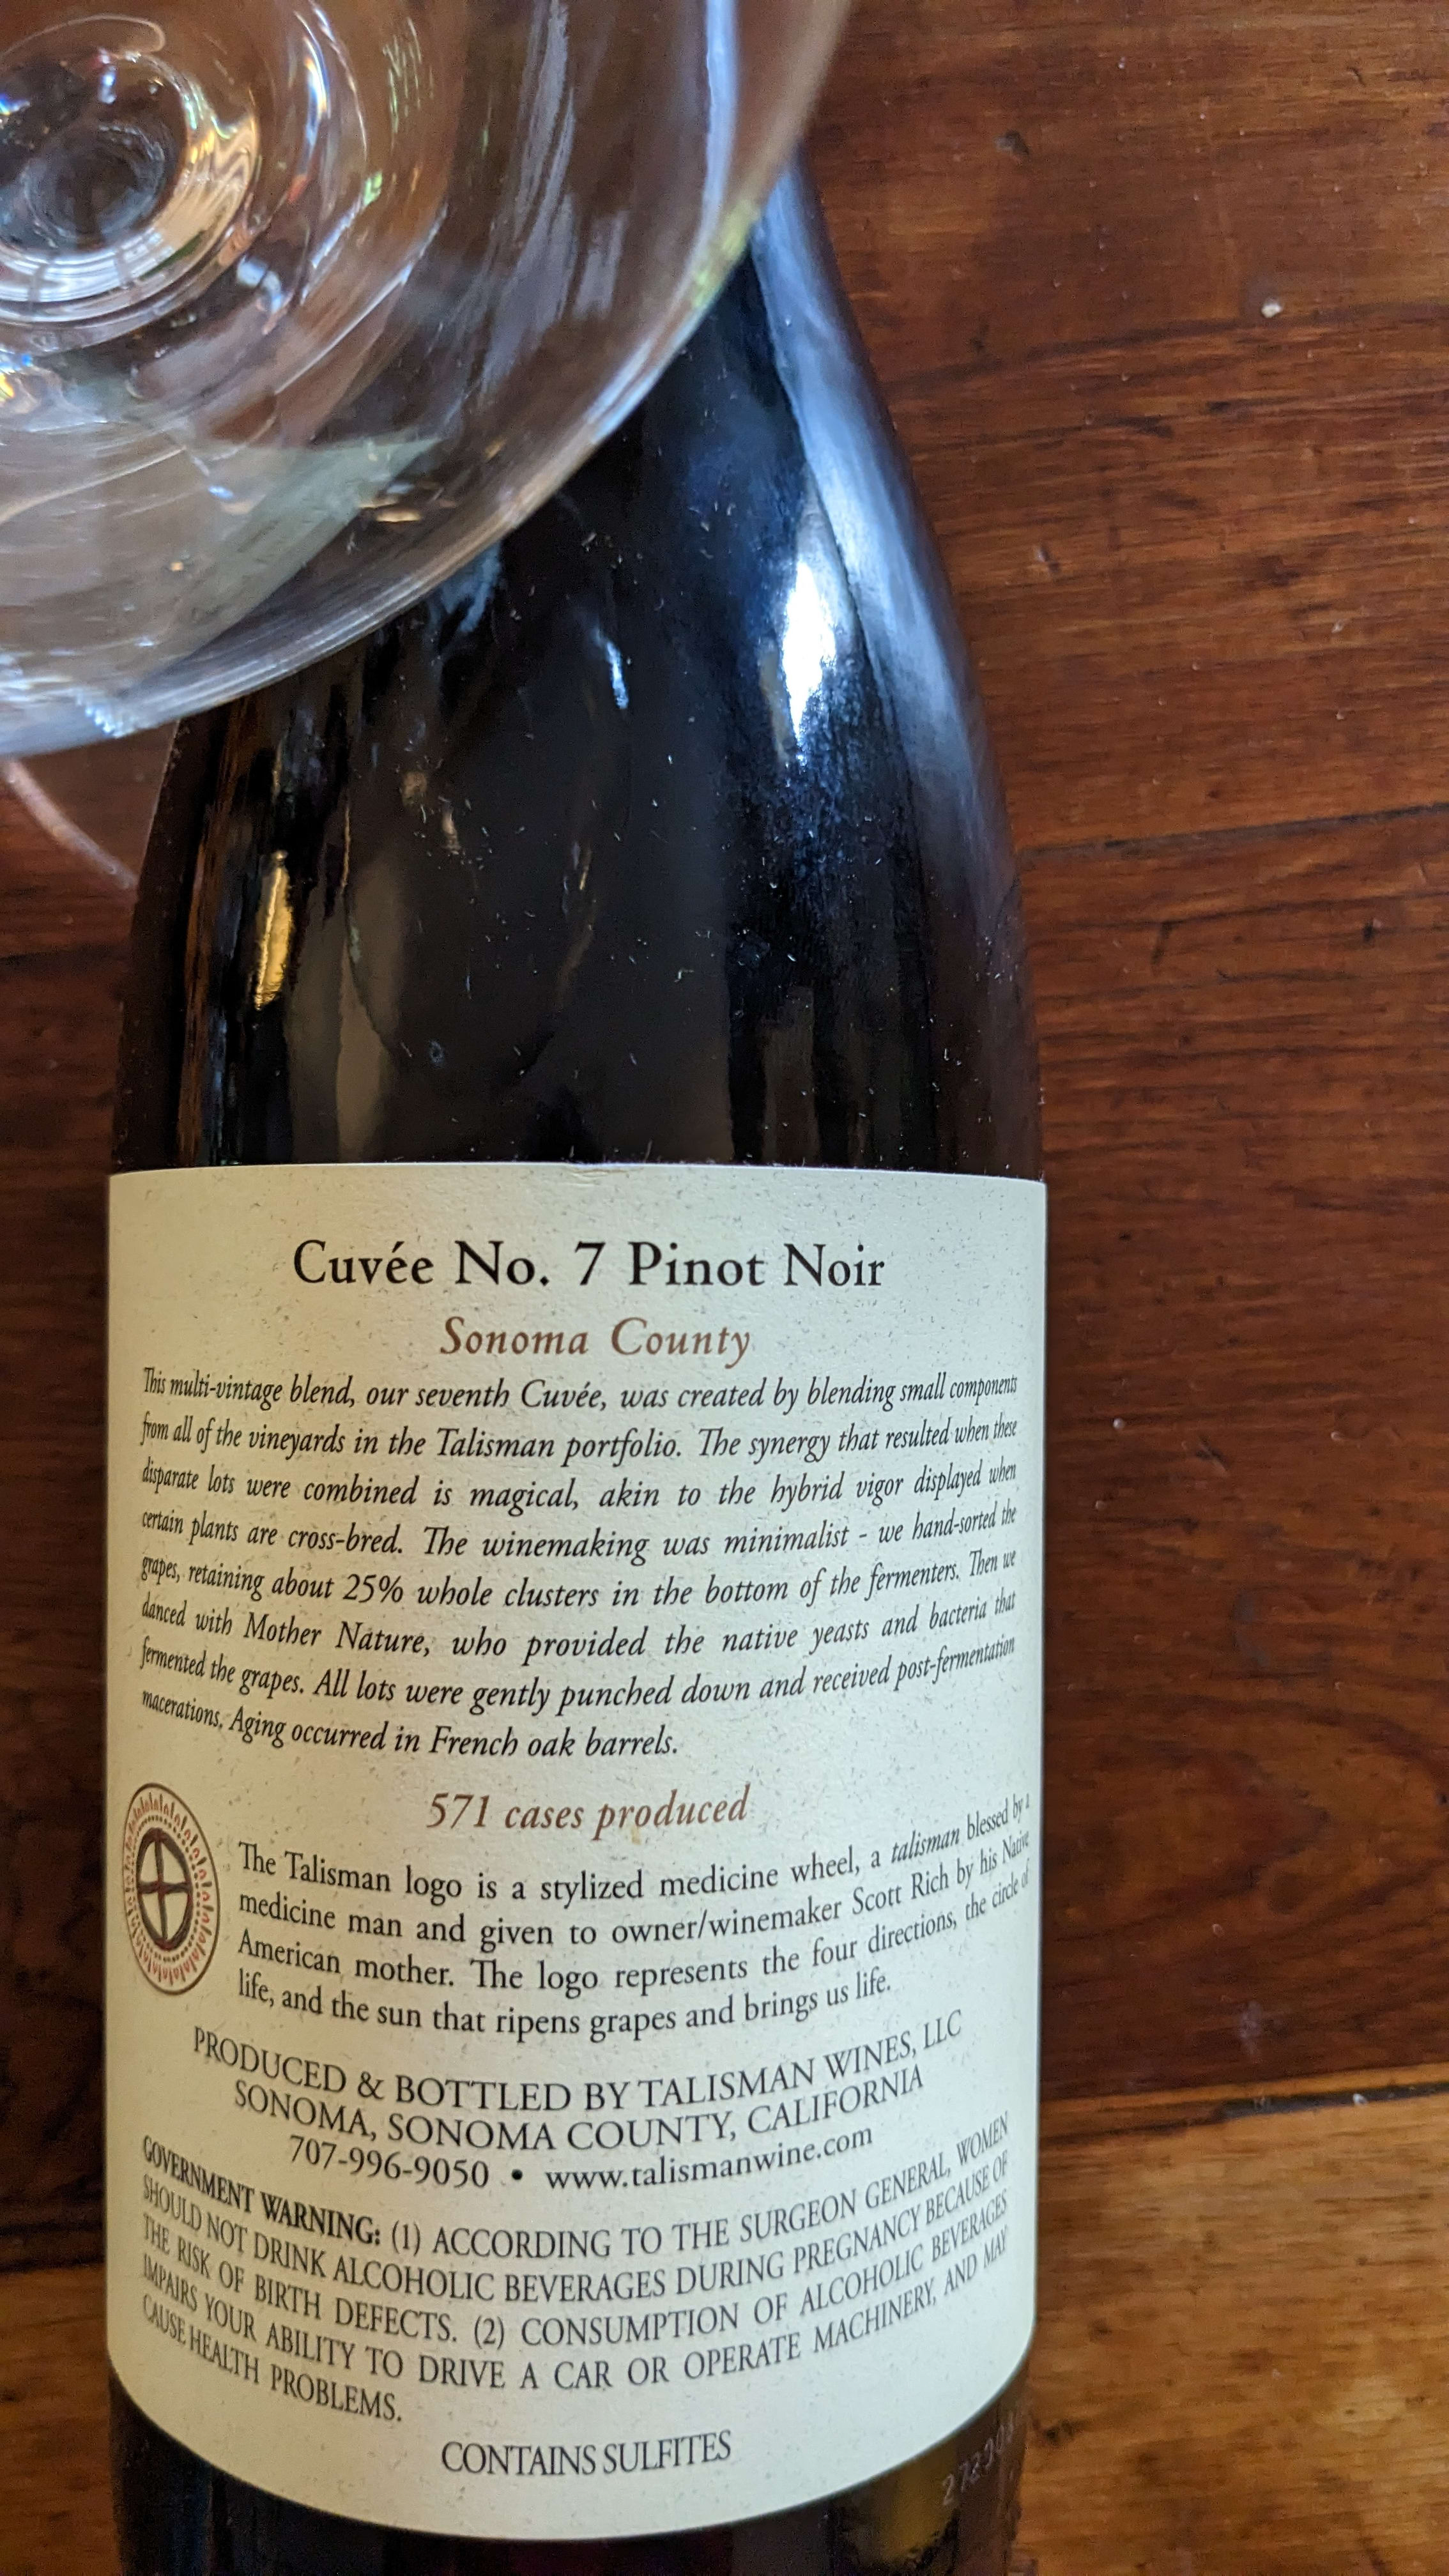 Cuvée No. 7 Pinot Noir
Sonoma County
This multi-vintage blend, our seventh Cuvée, was created by blending small components
from all of the vineyards in the Talisman portfolio. The synergy that resulted when these
disparate lots were combined is magical, akin to the hybrid vigor displayed when
certain plants are cross-bred. The winemaking was minimalist - we hand-sorted the
grapes, retaining about 25% whole clusters in the bottom of the fermenters. Then we
danced with Mother Nature, who provided the native yeasts and bacteria that
fermented the grapes. All lots were gently punched down and received post-fermentation
macerations. Aging occurred in French oak barrels.
571 cases produced
The Talisman logo is a stylized medicine wheel, a talisman blessed by a
medicine man and given to owner/winemaker Scott Rich by his Native
American mother. The logo represents the four directions, the circle of
life, and the sun that ripens grapes and brings us life.
PRODUCED & BOTTLED BY TALISMAN WINES, LLC
SONOMA, SONOMA COUNTY, CALIFORNIA
707-996-9050 • www.talismanwine.com
GOVERNMENT WARNING: (1) ACCORDING TO THE SURGEON GENERAL, WOMEN
SHOULD NOT DRINK ALCOHOLIC BEVERAGES DURING PREGNANCY BECAUSE OF
THE RISK OF BIRTH DEFECTS. (2) CONSUMPTION OF ALCOHOLIC BEVERAGES
IMPAIRS YOUR ABILITY TO DRIVE A CAR OR OPERATE MACHINERY, AND MAY
CAUSE HEALTH PROBLEMS.
CONTAINS SULFITES